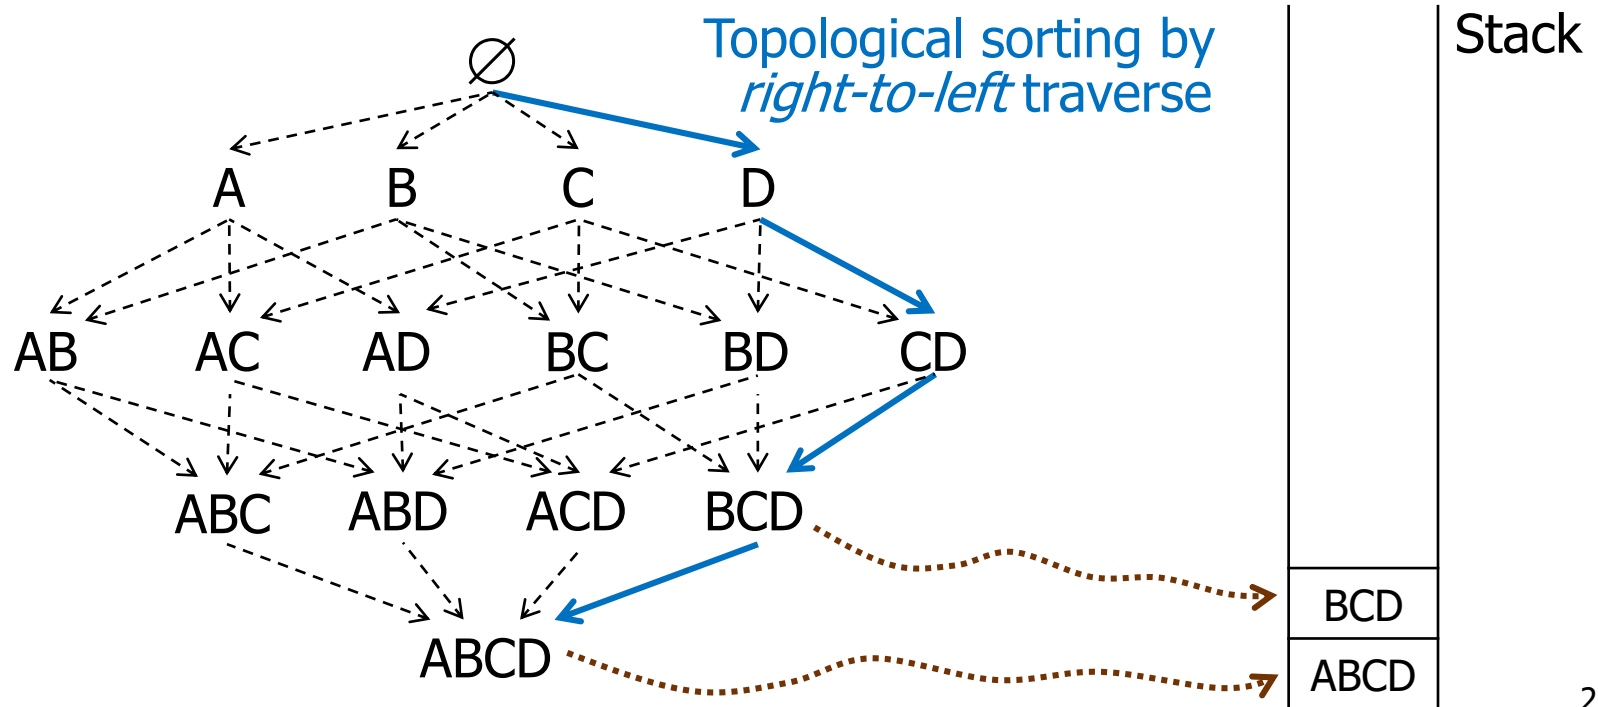 Topological sorting by
right-to-left traverse
Stack
∅
A B C D
AB AC AD BC BD CD
ABC ABD ACD BCD
ABCD
BCD
ABCD
2